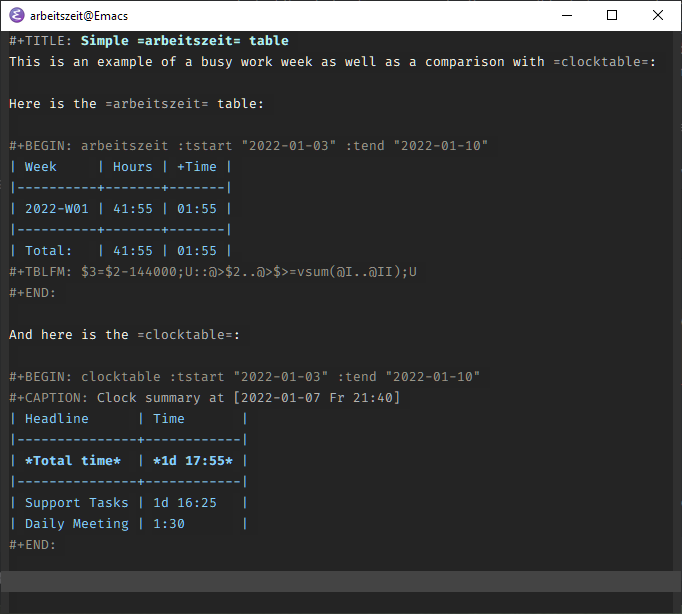 arbeitszeit@Emacs
#+TITLE: Simple =arbeitszeit= table
This is an example of a busy work week as well as a comparison with =clocktable=:
Here is the =arbeitszeit= table:
#+BEGIN: arbeitszeit :tstart "2022-01-03" :tend "2022-01-10"
| Week     | Hours | +Time |
|----------+-------+-------|
| 2022-W01 | 41:55 | 01:55 |
|----------+-------+-------|
| Total:   | 41:55 | 01:55 |
#+TBLFM: $3=$2-144000;U::@>$2..@>$>=vsum(@I..@II);U
#+END:
And here is the =clocktable=:
#+BEGIN: clocktable :tstart "2022-01-03" :tend "2022-01-10"
#+CAPTION: Clock summary at [2022-01-07 Fr 21:40]
| Headline      | Time       |
|---------------+------------|
| *Total time*  | *1d 17:55* |
|---------------+------------|
| Support Tasks | 1d 16:25   |
| Daily Meeting | 1:30       |
#+END: